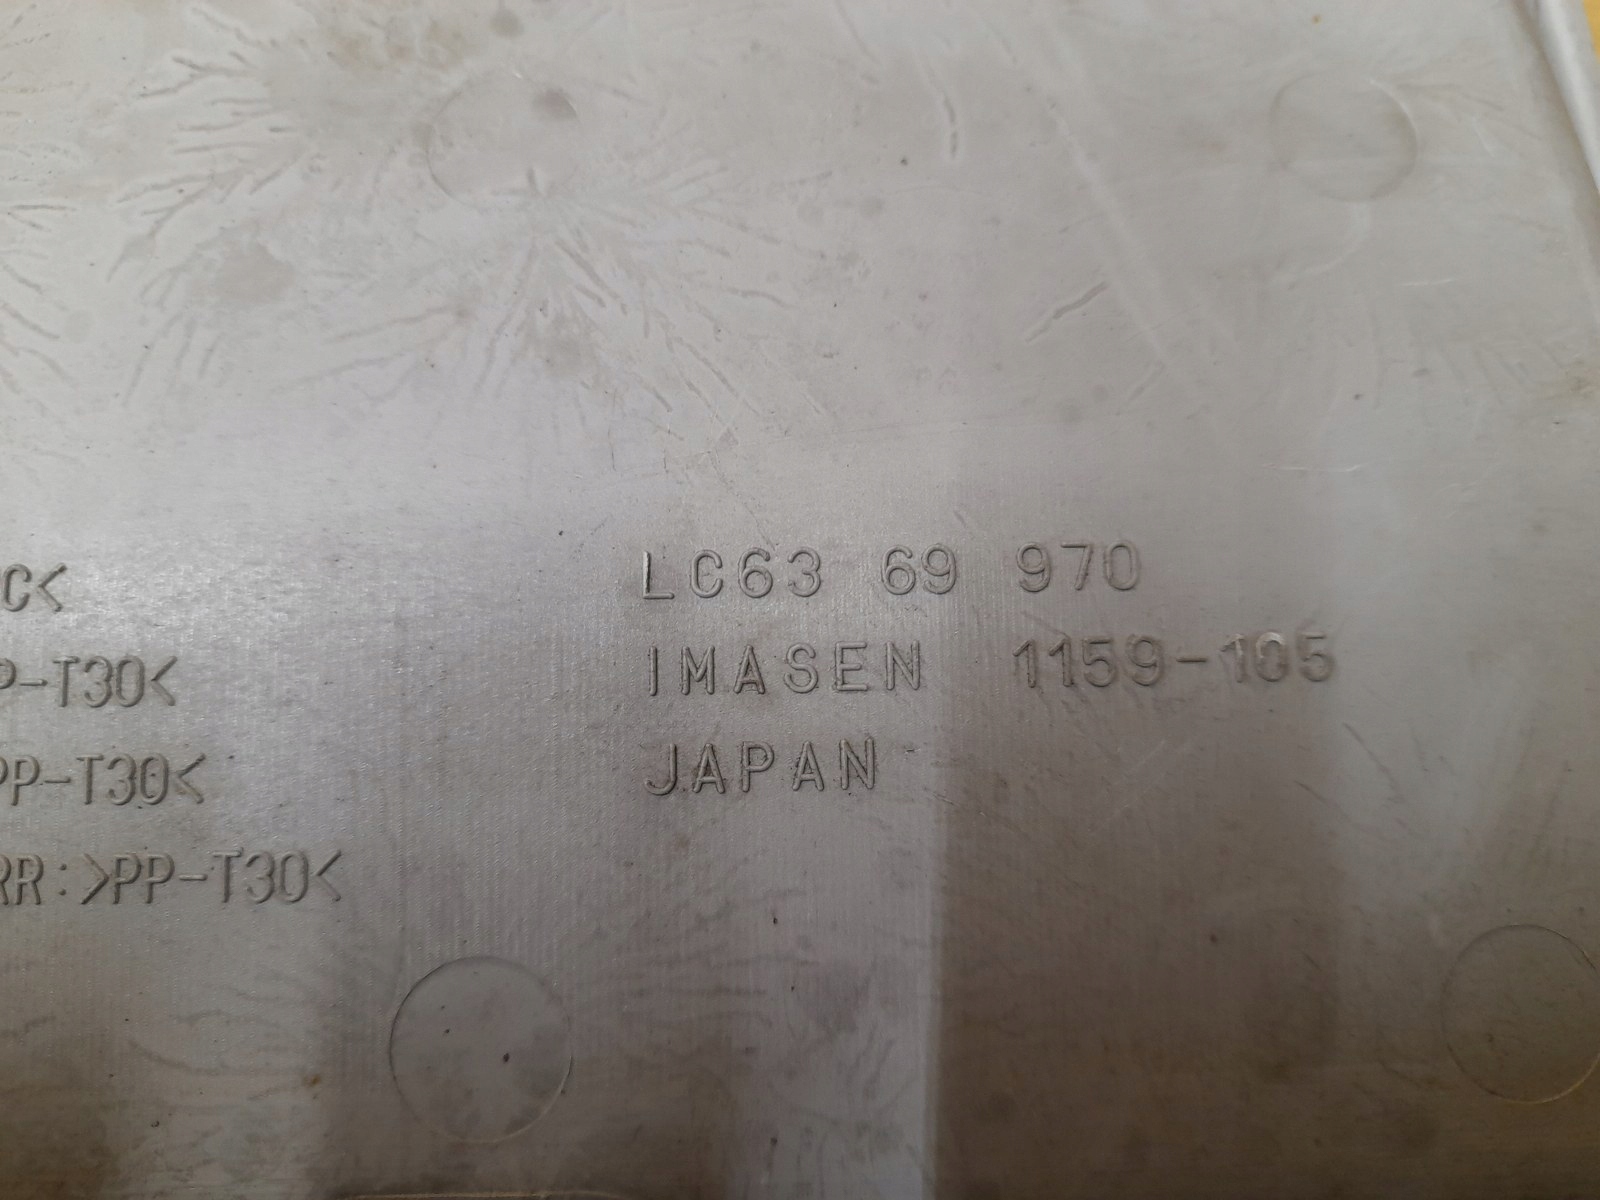 C<
P-T30<
PP-T30<
RR:>PP-T30<
LC63 69 970
IMASEN 1159-105
JAPAN